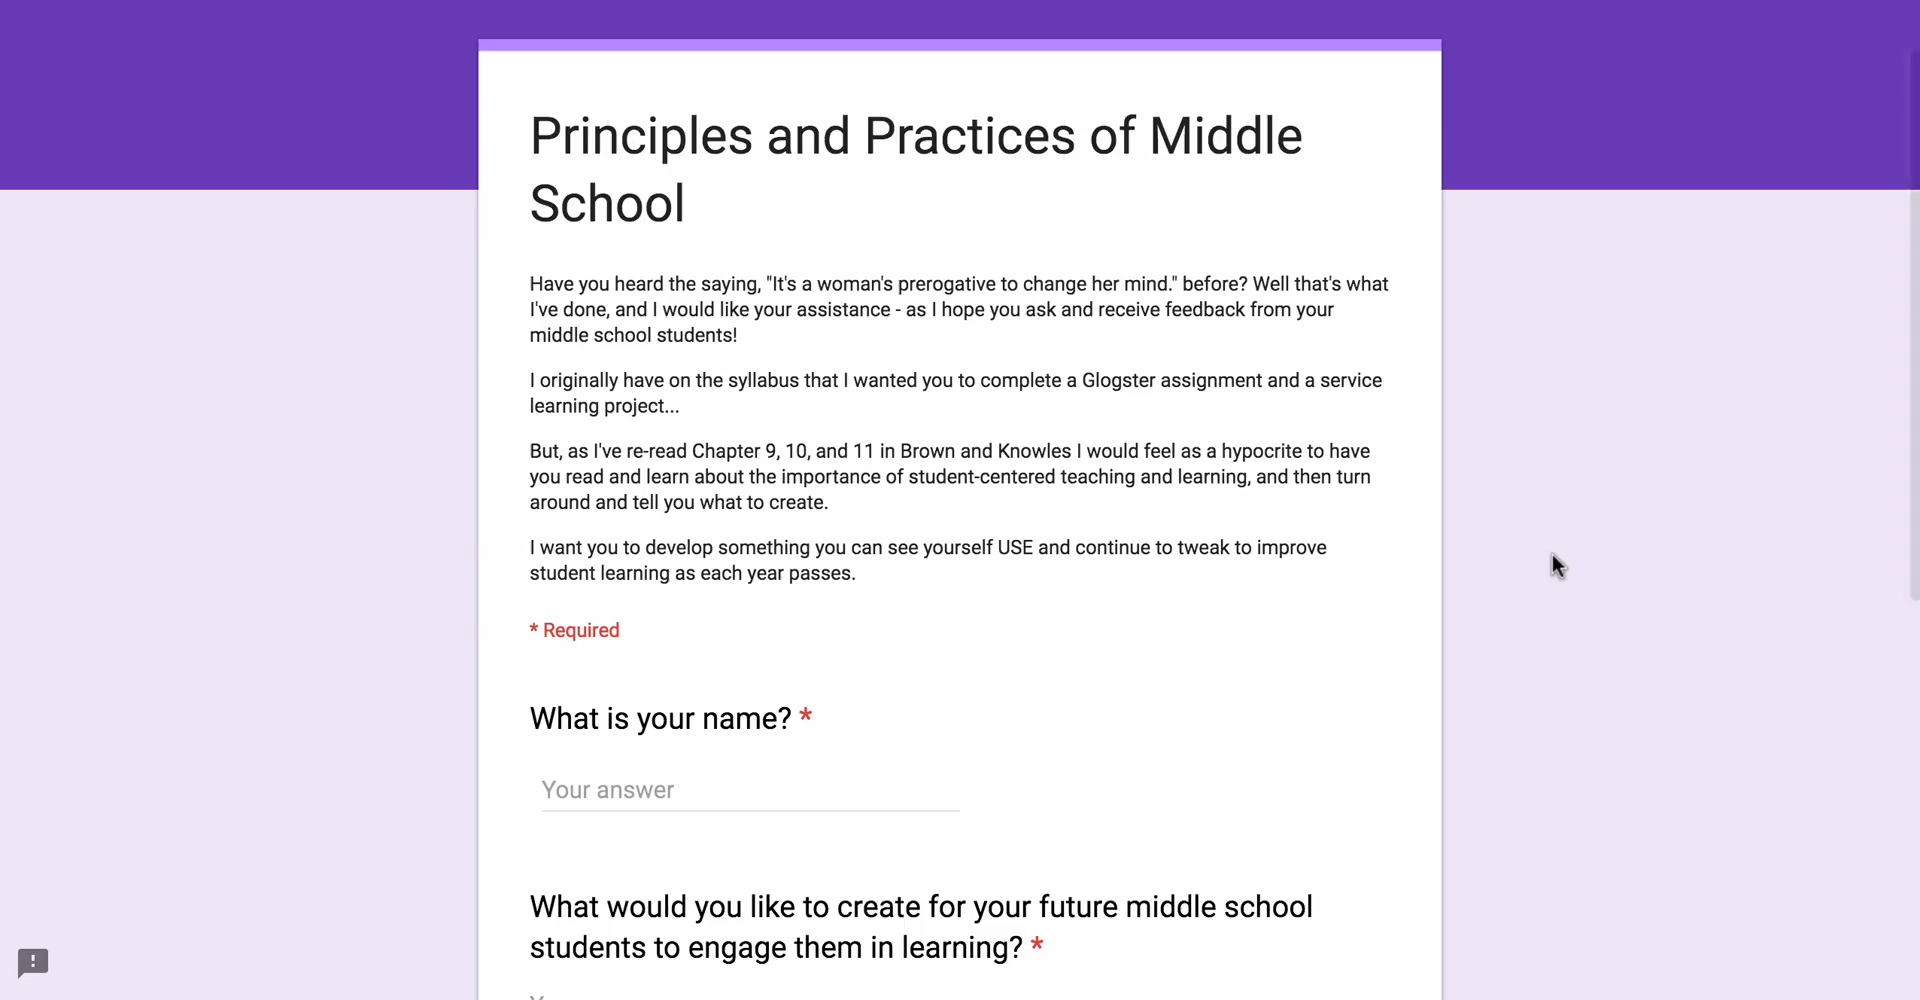 Principles and Practices of Middle
School
Have you heard the saying, "It's a woman's prerogative to change her mind." before? Well that's what
I've done, and I would like your assistance - as I hope you ask and receive feedback from your
middle school students!
I originally have on the syllabus that I wanted you to complete a Glogster assignment and a service
learning project...
But, as I've re-read Chapter 9, 10, and 11 in Brown and Knowles I would feel as a hypocrite to have
you read and learn about the importance of student-centered teaching and learning, and then turn
around and tell you what to create.
I want you to develop something you can see yourself USE and continue to tweak to improve
student learning as each year passes.
* Required
What is your name? *
Your answer
What would you like to create for your future middle school
students to engage them in learning? *